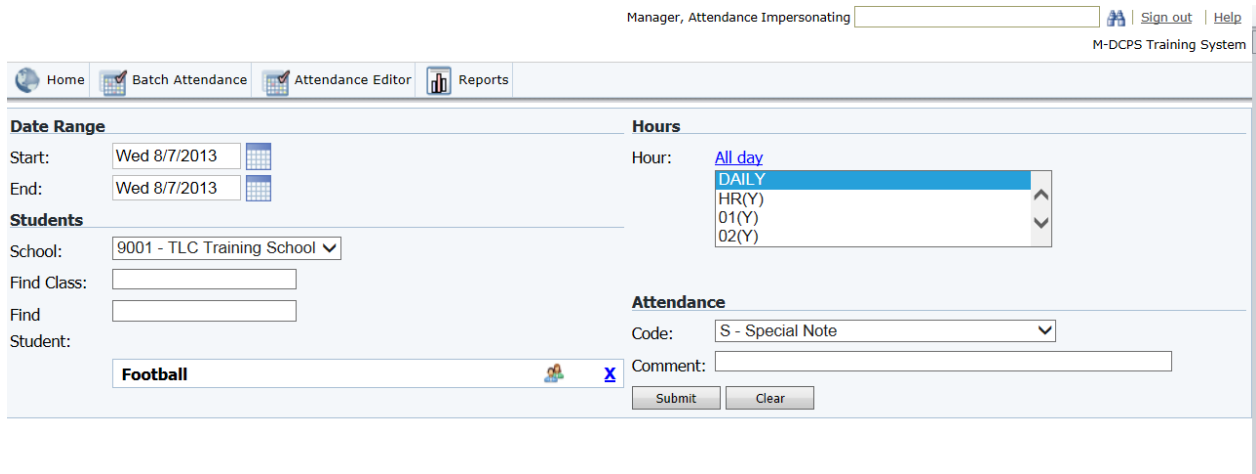 Manager, Attendance Impersonating
Sign out | Help
M-DCPS Training System
Home
Batch Attendance
Attendance Editor
Reports
Date Range
Start: Wed 8/7/2013
End: Wed 8/7/2013
Students
School: 9001 - TLC Training School
Find Class:
Find
Student:
Football X
Hours
Hour: All day
DAILY
HR(Y)
01(Y)
02(Y)
Attendance
Code: S - Special Note
Comment:
Submit Clear